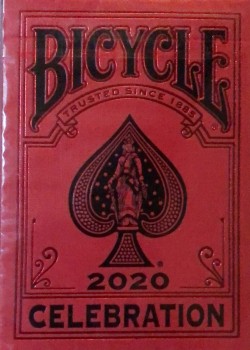 BICYCLE
TRUSTED SINCE 1885
®
2020
CELEBRATION